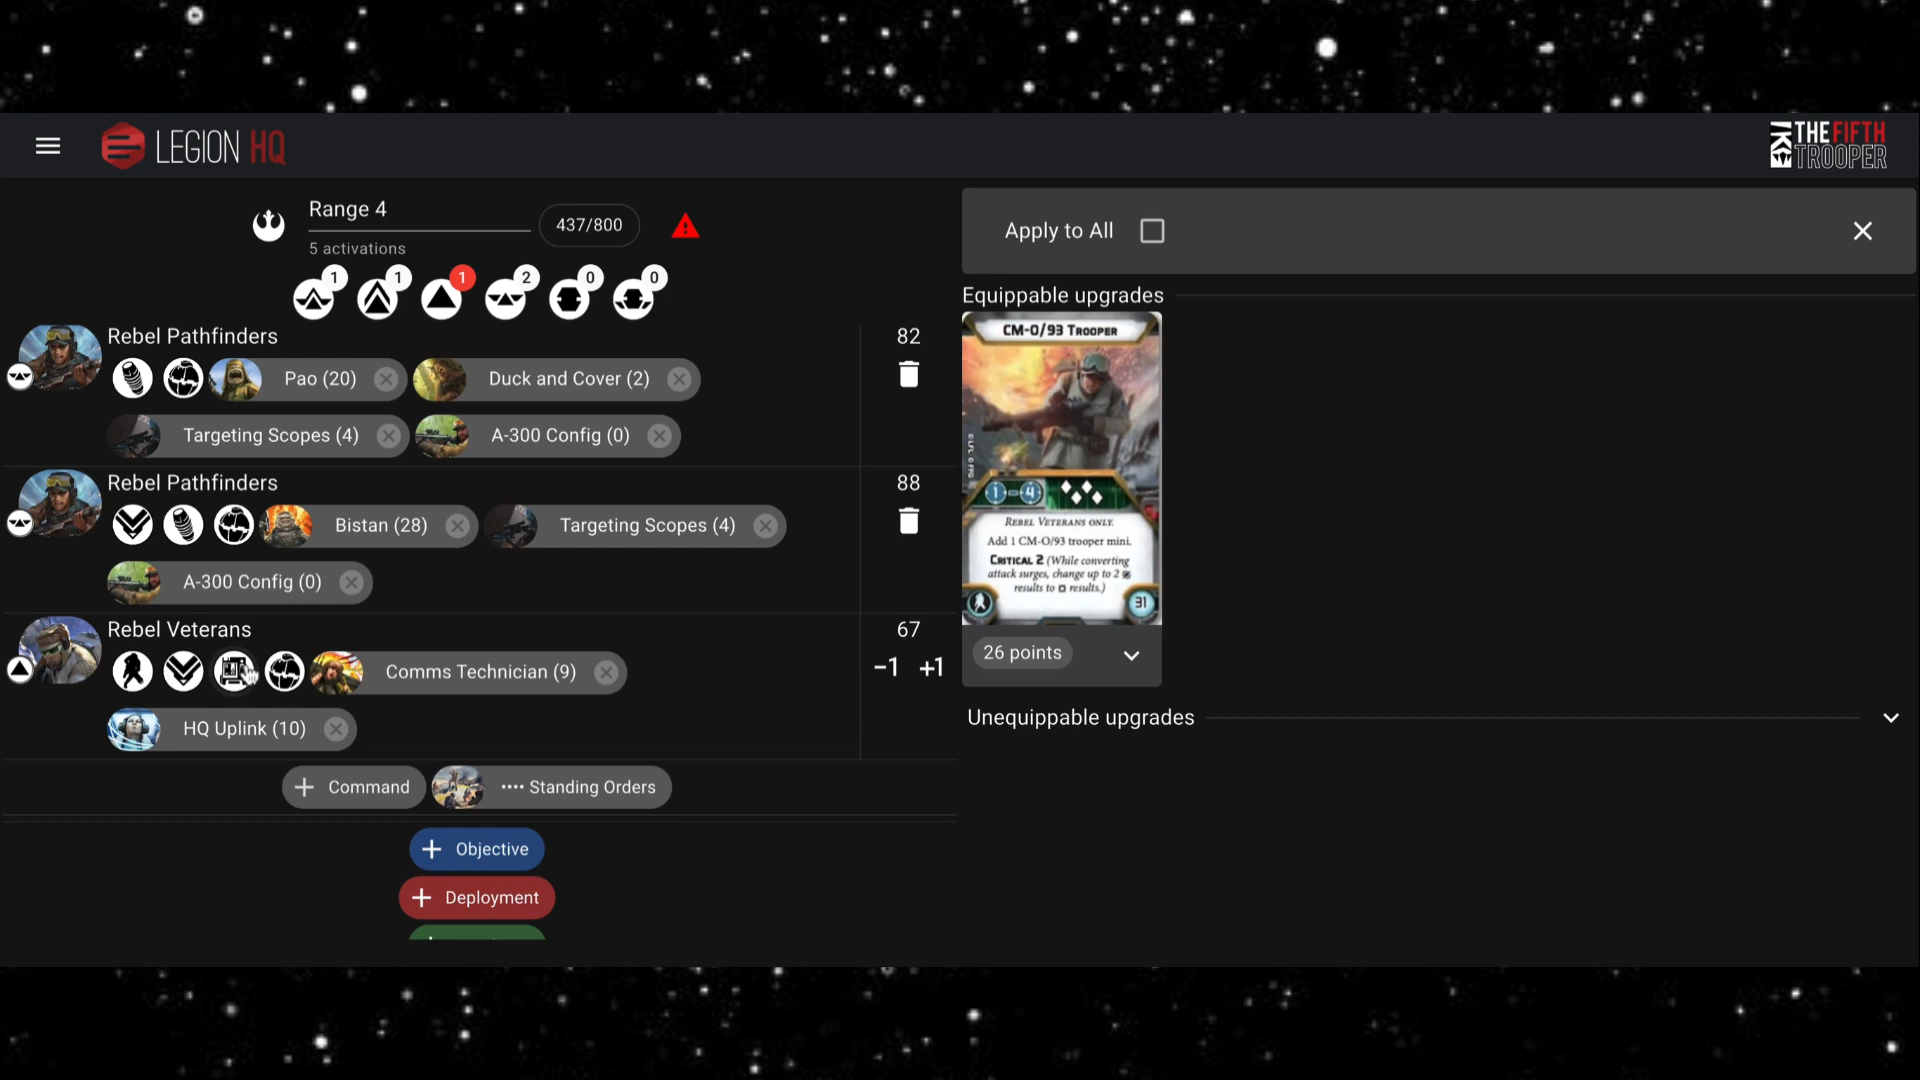 LEGION HQ
THE FIFTH
TROOPER
Range 4
437/800
5 activations
1
1
1
2
0
0
Rebel Pathfinders
82
Pao (20)
Duck and Cover (2)
Targeting Scopes (4)
A-300 Config (0)
Rebel Pathfinders
88
Bistan (28)
Targeting Scopes (4)
A-300 Config (0)
Rebel Veterans
67
Comms Technician (9)
−1 +1
HQ Uplink (10)
+ Command
•••• Standing Orders
+ Objective
+ Deployment
Apply to All
Equippable upgrades
CM-O/93 Trooper
1-4
Rebel Veterans only.
Add 1 CM-O/93 trooper mini.
Critical 2 (While converting
attack surges, change up to 2
results to results.)
31
26 points
Unequippable upgrades